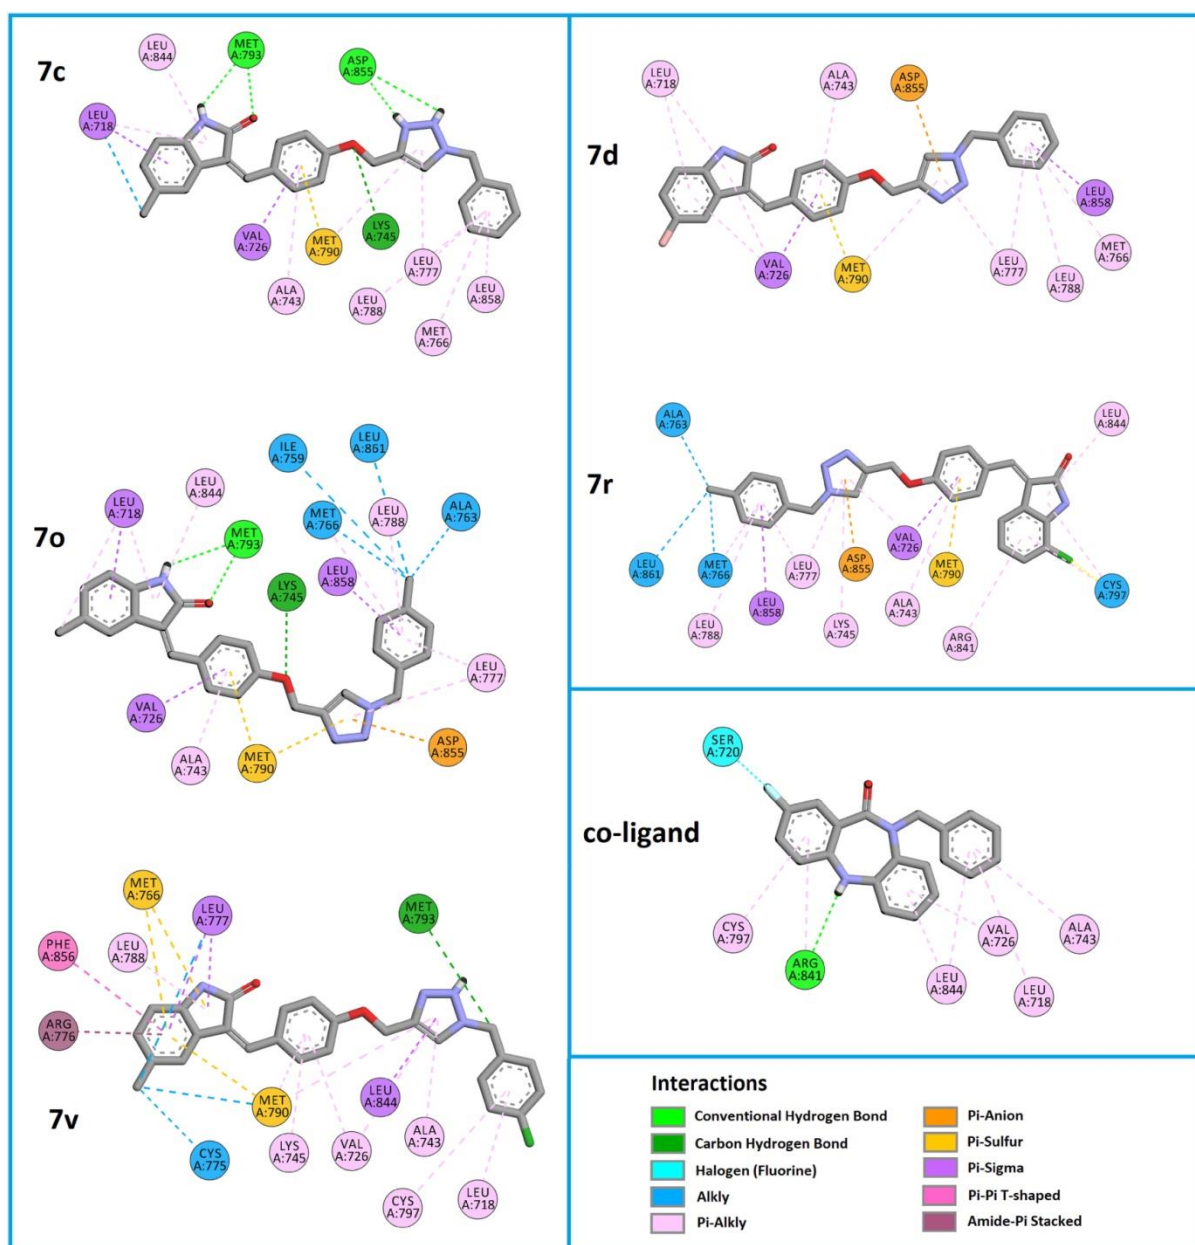 7c
LEU
A:844
MET
A:793
ASP
A:855
LEU
A:718
VAL
A:726
MET
A:790
LYS
A:745
ALA
A:743
LEU
A:777
LEU
A:788
LEU
A:858
MET
A:766
7o
LEU
A:861
ILE
A:759
LEU
A:844
LEU
A:718
MET
A:766
LEU
A:788
ALA
A:763
MET
A:793
LEU
A:858
LYS
A:745
LEU
A:777
VAL
A:726
ALA
A:743
MET
A:790
ASP
A:855
7v
MET
A:766
LEU
A:777
MET
A:793
PHE
A:856
LEU
A:788
ARG
A:776
MET
A:790
LEU
A:844
CYS
A:775
LYS
A:745
VAL
A:726
ALA
A:743
CYS
A:797
LEU
A:718
7d
LEU
A:718
ALA
A:743
ASP
A:855
LEU
A:858
VAL
A:726
MET
A:790
LEU
A:777
LEU
A:788
MET
A:766
7r
ALA
A:763
LEU
A:844
LEU
A:861
MET
A:766
LEU
A:777
ASP
A:855
VAL
A:726
MET
A:790
CYS
A:797
LEU
A:788
LEU
A:858
LYS
A:745
ALA
A:743
ARG
A:841
co-ligand
SER
A:720
CYS
A:797
ARG
A:841
LEU
A:844
VAL
A:726
LEU
A:718
ALA
A:743
Interactions
Conventional Hydrogen Bond
Carbon Hydrogen Bond
Halogen (Fluorine)
Alkly
Pi-Alkly
Pi-Anion
Pi-Sulfur
Pi-Sigma
Pi-Pi T-shaped
Amide-Pi Stacked